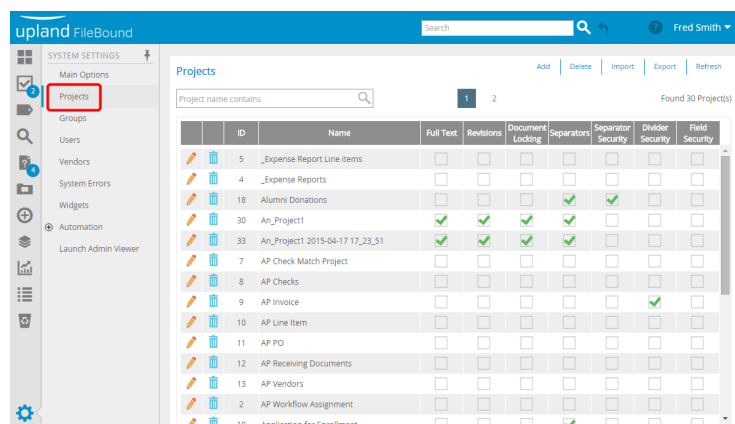 upland FileBound
Search
?
Fred Smith
SYSTEM SETTINGS
Main Options
Projects
Groups
Users
Vendors
System Errors
Widgets
Automation
Launch Admin Viewer
2
?
4
Projects
Add | Delete | Import | Export | Refresh
Project name contains
1 2
Found 30 Project(s)
ID Name Full Text Revisions Document Locking Separators Separator Security Divider Security Field Security
5 _Expense Report Line items
4 _Expense Reports
18 Alumni Donations
30 An_Project1
33 An_Project1 2015-04-17 17_23_51
7 AP Check Match Project
8 AP Checks
9 AP Invoice
10 AP Line Item
11 AP PO
12 AP Receiving Documents
13 AP Vendors
2 AP Workflow Assignment
Application for Enrollment